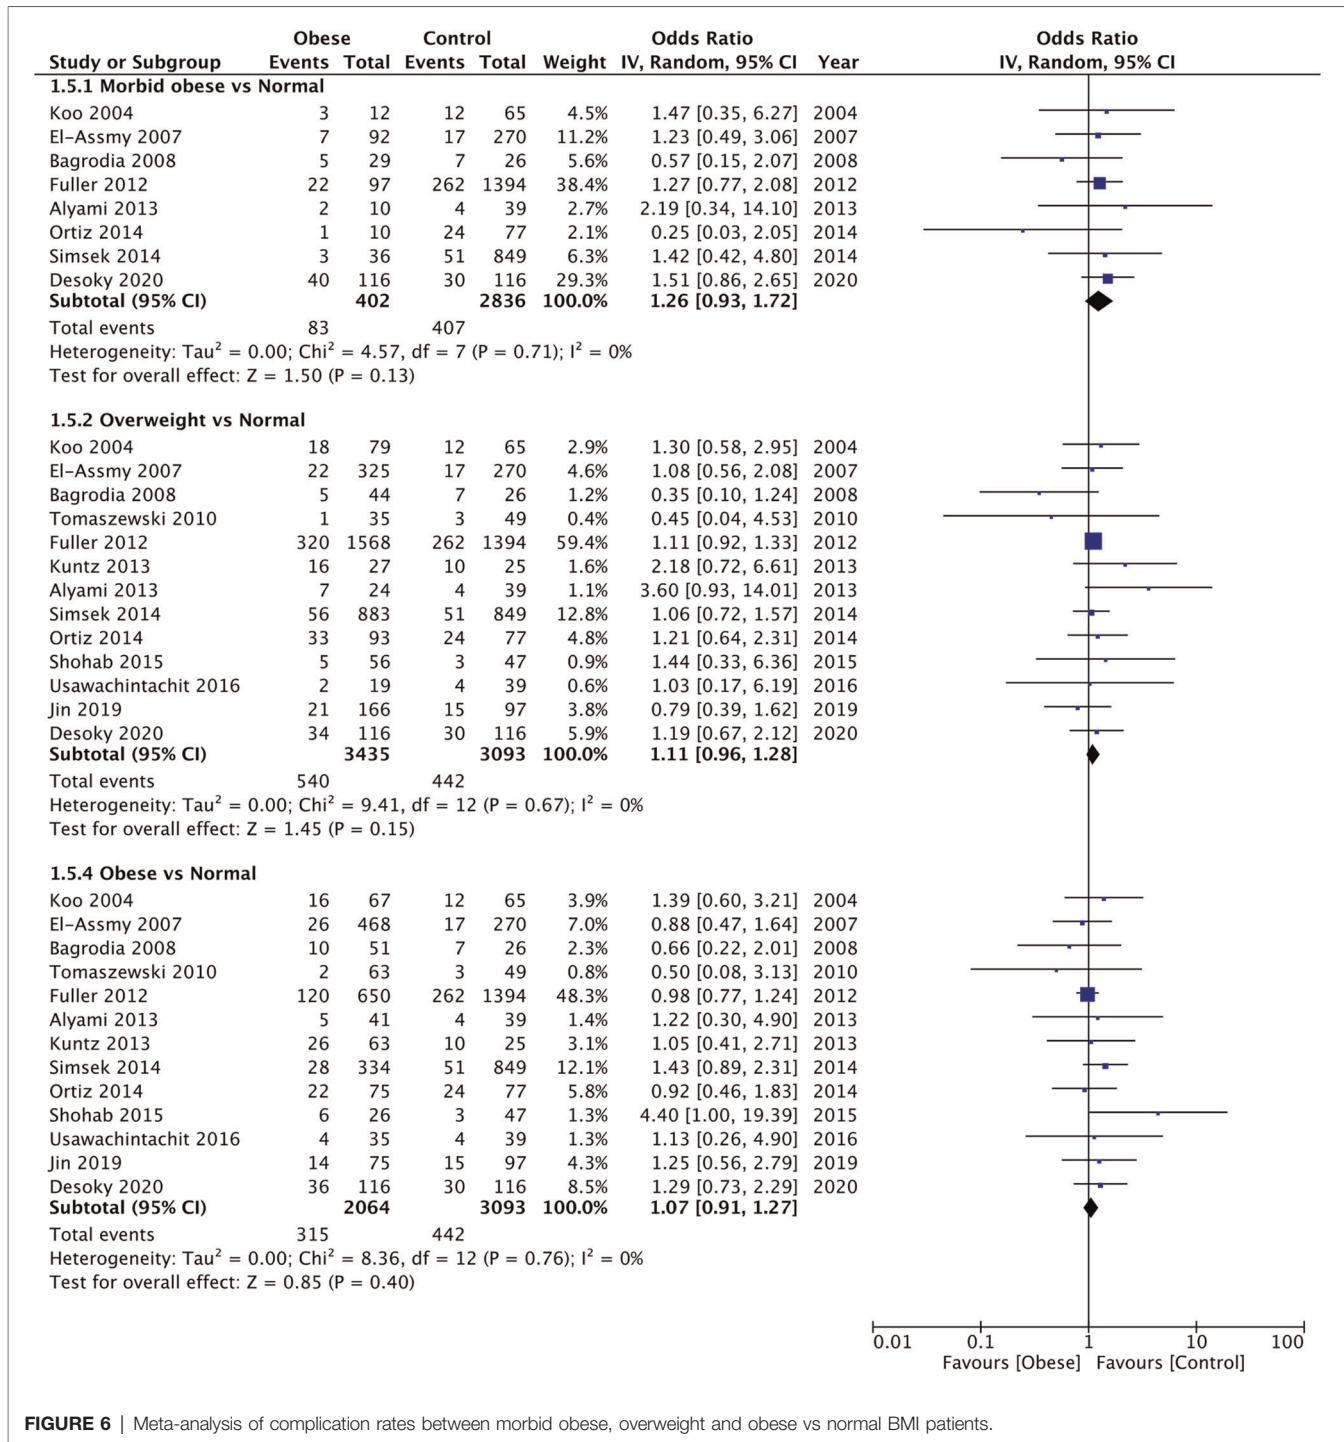 Obese Control Odds Ratio Odds Ratio
Study or Subgroup Events Total Events Total Weight IV, Random, 95% CI Year IV, Random, 95% CI
1.5.1 Morbid obese vs Normal
Koo 2004 3 12 12 65 4.5% 1.47 [0.35, 6.27] 2004
El-Assmy 2007 7 92 17 270 11.2% 1.23 [0.49, 3.06] 2007
Bagrodia 2008 5 29 7 26 5.6% 0.57 [0.15, 2.07] 2008
Fuller 2012 22 97 262 1394 38.4% 1.27 [0.77, 2.08] 2012
Alyami 2013 2 10 4 39 2.7% 2.19 [0.34, 14.10] 2013
Ortiz 2014 1 10 24 77 2.1% 0.25 [0.03, 2.05] 2014
Simsek 2014 3 36 51 849 6.3% 1.42 [0.42, 4.80] 2014
Desoky 2020 40 116 30 116 29.3% 1.51 [0.86, 2.65] 2020
Subtotal (95% CI) 402 2836 100.0% 1.26 [0.93, 1.72]
Total events 83 407
Heterogeneity: Tau² = 0.00; Chi² = 4.57, df = 7 (P = 0.71); I² = 0%
Test for overall effect: Z = 1.50 (P = 0.13)
1.5.2 Overweight vs Normal
Koo 2004 18 79 12 65 2.9% 1.30 [0.58, 2.95] 2004
El-Assmy 2007 22 325 17 270 4.6% 1.08 [0.56, 2.08] 2007
Bagrodia 2008 5 44 7 26 1.2% 0.35 [0.10, 1.24] 2008
Tomaszewski 2010 1 35 3 49 0.4% 0.45 [0.04, 4.53] 2010
Fuller 2012 320 1568 262 1394 59.4% 1.11 [0.92, 1.33] 2012
Kuntz 2013 16 27 10 25 1.6% 2.18 [0.72, 6.61] 2013
Alyami 2013 7 24 4 39 1.1% 3.60 [0.93, 14.01] 2013
Simsek 2014 56 883 51 849 12.8% 1.06 [0.72, 1.57] 2014
Ortiz 2014 33 93 24 77 4.8% 1.21 [0.64, 2.31] 2014
Shohab 2015 5 56 3 47 0.9% 1.44 [0.33, 6.36] 2015
Usawachintachit 2016 2 19 4 39 0.6% 1.03 [0.17, 6.19] 2016
Jin 2019 21 166 15 97 3.8% 0.79 [0.39, 1.62] 2019
Desoky 2020 34 116 30 116 5.9% 1.19 [0.67, 2.12] 2020
Subtotal (95% CI) 3435 3093 100.0% 1.11 [0.96, 1.28]
Total events 540 442
Heterogeneity: Tau² = 0.00; Chi² = 9.41, df = 12 (P = 0.67); I² = 0%
Test for overall effect: Z = 1.45 (P = 0.15)
1.5.4 Obese vs Normal
Koo 2004 16 67 12 65 3.9% 1.39 [0.60, 3.21] 2004
El-Assmy 2007 26 468 17 270 7.0% 0.88 [0.47, 1.64] 2007
Bagrodia 2008 10 51 7 26 2.3% 0.66 [0.22, 2.01] 2008
Tomaszewski 2010 2 63 3 49 0.8% 0.50 [0.08, 3.13] 2010
Fuller 2012 120 650 262 1394 48.3% 0.98 [0.77, 1.24] 2012
Alyami 2013 5 41 4 39 1.4% 1.22 [0.30, 4.90] 2013
Kuntz 2013 26 63 10 25 3.1% 1.05 [0.41, 2.71] 2013
Simsek 2014 28 334 51 849 12.1% 1.43 [0.89, 2.31] 2014
Ortiz 2014 22 75 24 77 5.8% 0.92 [0.46, 1.83] 2014
Shohab 2015 6 26 3 47 1.3% 4.40 [1.00, 19.39] 2015
Usawachintachit 2016 4 35 4 39 1.3% 1.13 [0.26, 4.90] 2016
Jin 2019 14 75 15 97 4.3% 1.25 [0.56, 2.79] 2019
Desoky 2020 36 116 30 116 8.5% 1.29 [0.73, 2.29] 2020
Subtotal (95% CI) 2064 3093 100.0% 1.07 [0.91, 1.27]
Total events 315 442
Heterogeneity: Tau² = 0.00; Chi² = 8.36, df = 12 (P = 0.76); I² = 0%
Test for overall effect: Z = 0.85 (P = 0.40)
0.01 0.1 1 10 100
Favours [Obese] Favours [Control]
FIGURE 6 | Meta-analysis of complication rates between morbid obese, overweight and obese vs normal BMI patients.